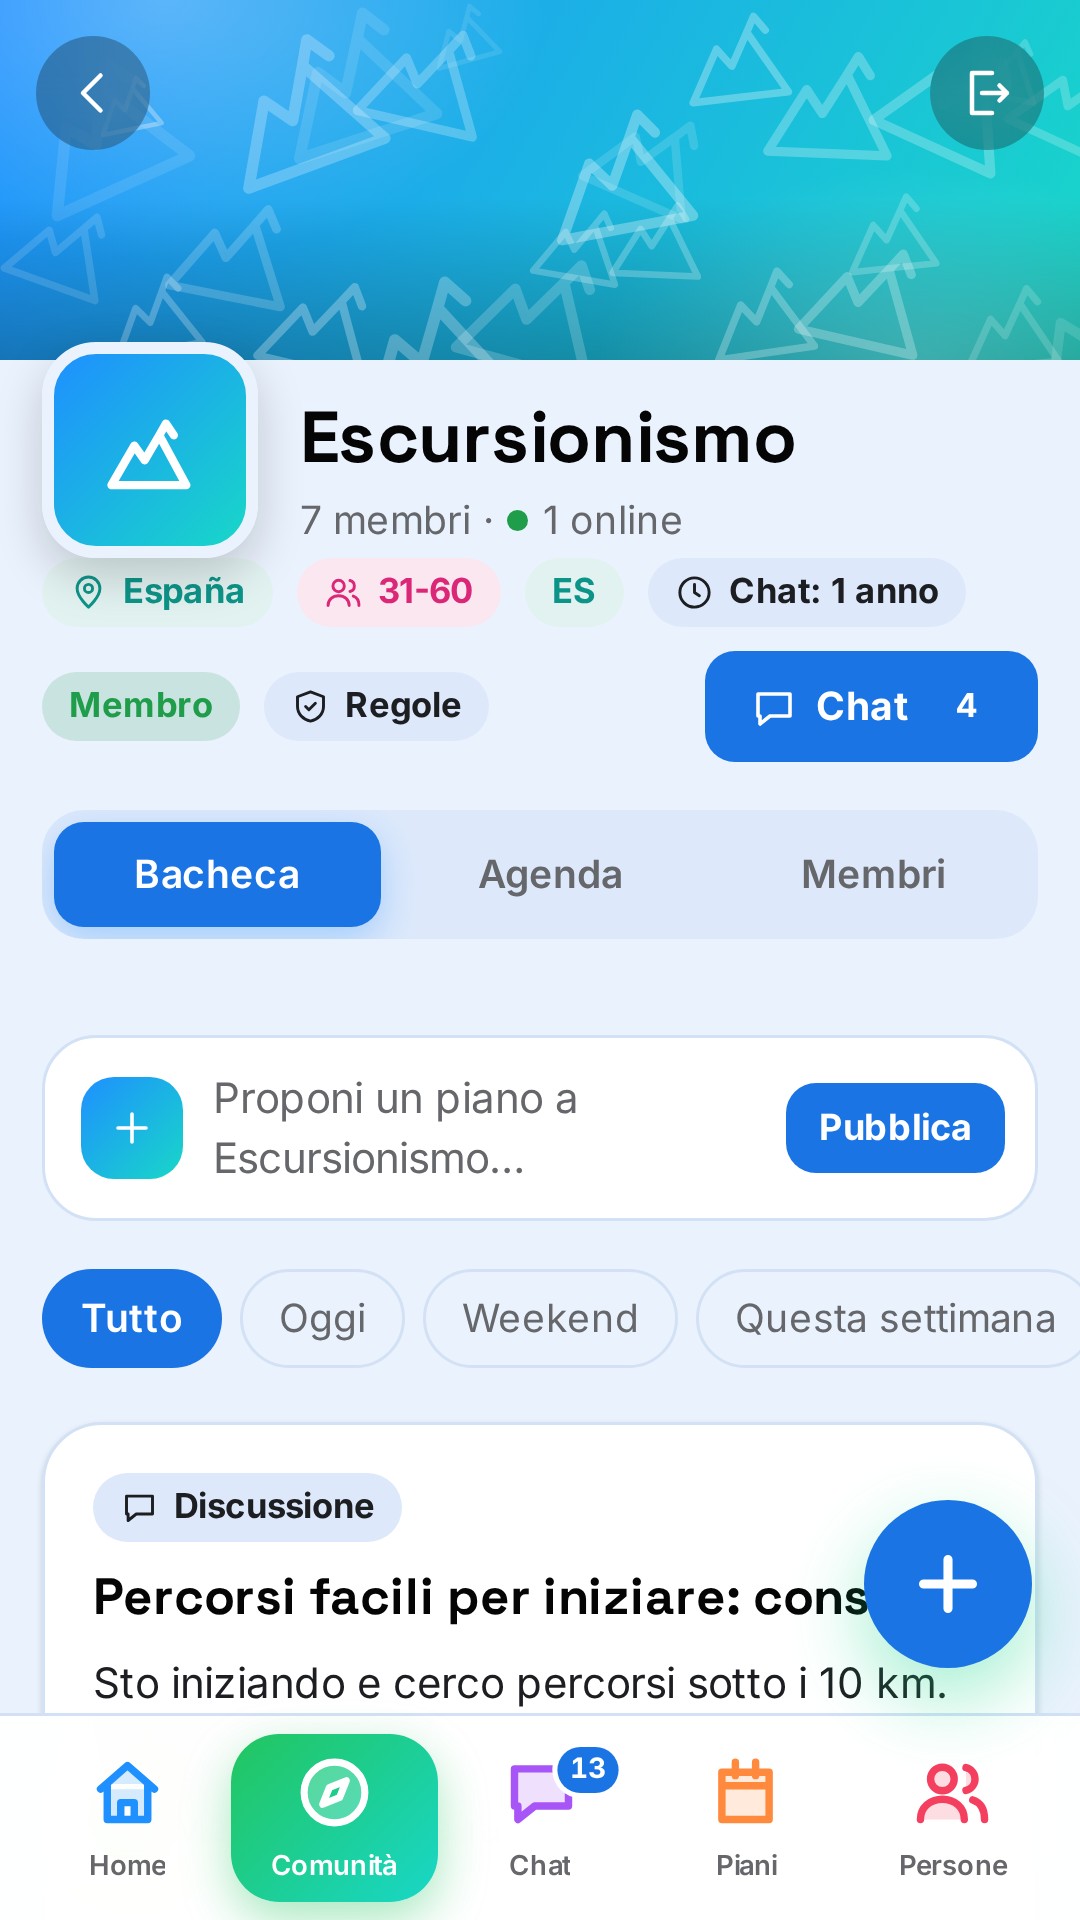 Escursionismo
7 membri · 1 online
España 31-60 ES Chat: 1 anno
Membro Regole Chat 4
Bacheca Agenda Membri
Proponi un piano a
Escursionismo...
Pubblica
Tutto Oggi Weekend Questa settimana
Discussione
Percorsi facili per iniziare: cons
Sto iniziando e cerco percorsi sotto i 10 km.
13
Home Comunità Chat Piani Persone